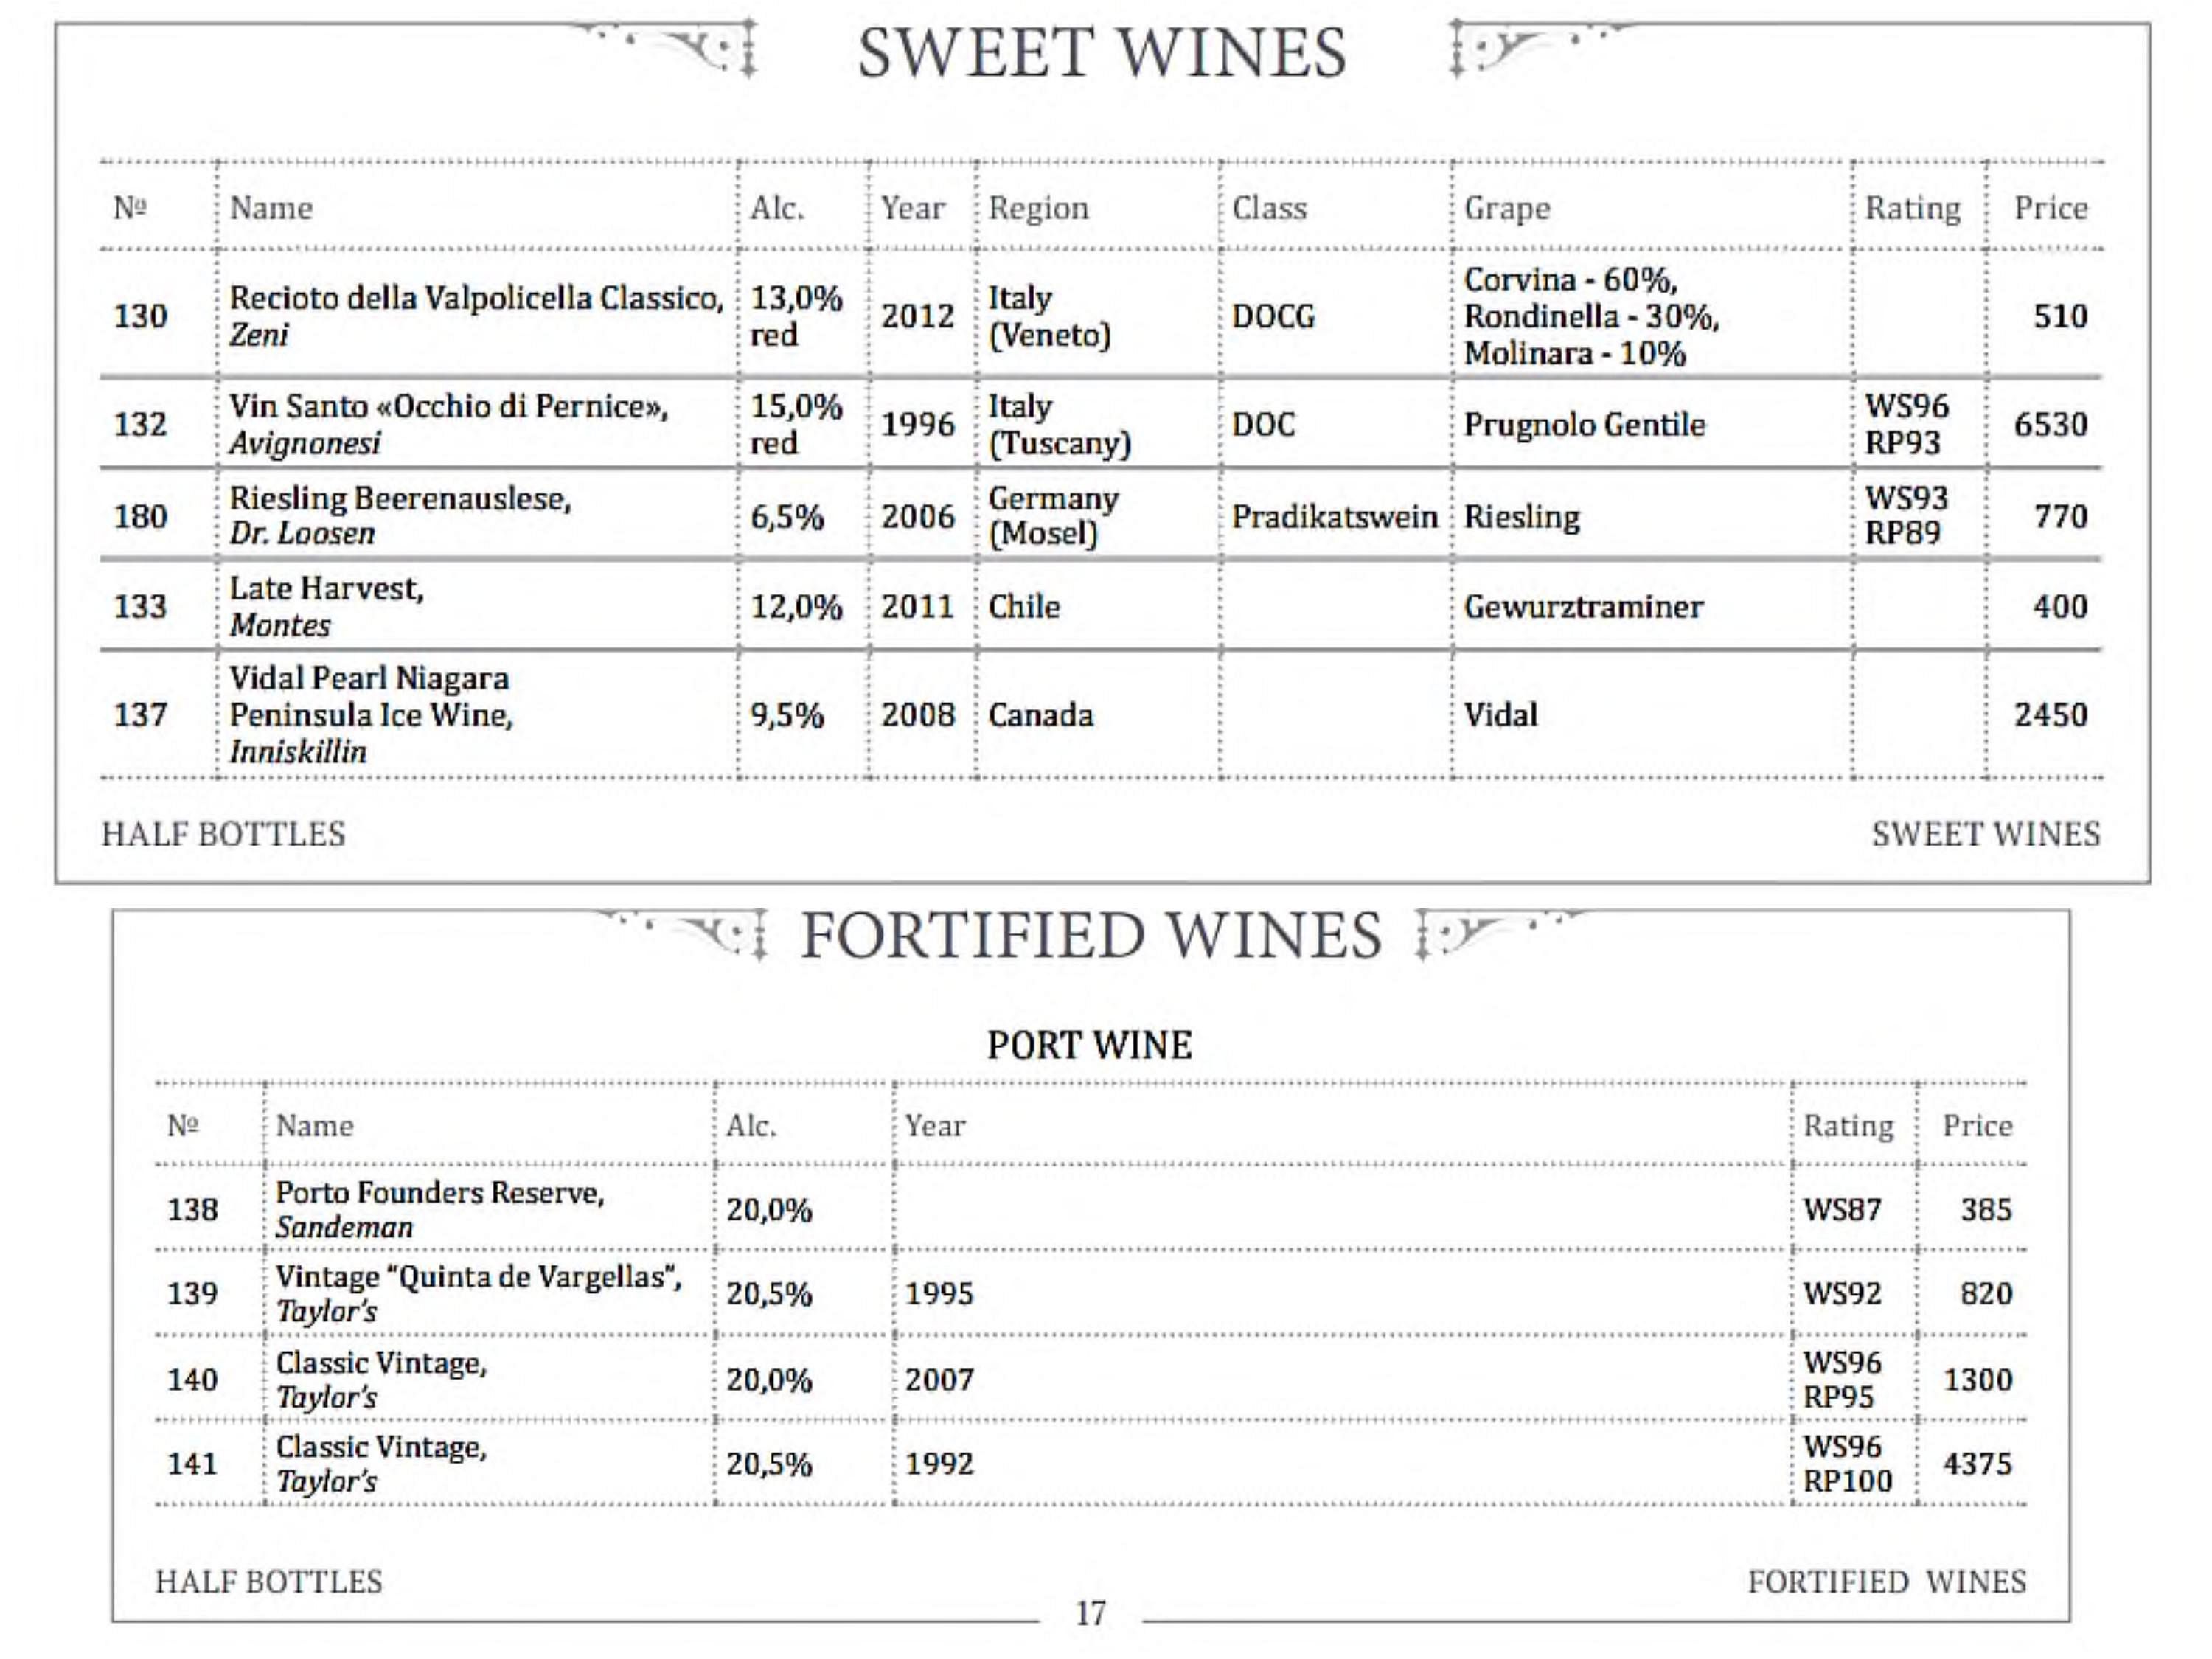 SWEET WINES
Nº Name Alc. Year Region Class Grape Rating Price
130 Recioto della Valpolicella Classico, Zeni 13,0% red 2012 Italy (Veneto) DOCG Corvina - 60%, Rondinella - 30%, Molinara - 10% 510
132 Vin Santo «Occhio di Pernice», Avignonesi 15,0% red 1996 Italy (Tuscany) DOC Prugnolo Gentile WS96 RP93 6530
180 Riesling Beerenauslese, Dr. Loosen 6,5% 2006 Germany (Mosel) Pradikatswein Riesling WS93 RP89 770
133 Late Harvest, Montes 12,0% 2011 Chile Gewurztraminer 400
137 Vidal Pearl Niagara Peninsula Ice Wine, Inniskillin 9,5% 2008 Canada Vidal 2450
HALF BOTTLES SWEET WINES
FORTIFIED WINES
PORT WINE
Nº Name Alc. Year Rating Price
138 Porto Founders Reserve, Sandeman 20,0% WS87 385
139 Vintage "Quinta de Vargellas", Taylor's 20,5% 1995 WS92 820
140 Classic Vintage, Taylor's 20,0% 2007 WS96 RP95 1300
141 Classic Vintage, Taylor's 20,5% 1992 WS96 RP100 4375
HALF BOTTLES FORTIFIED WINES
17